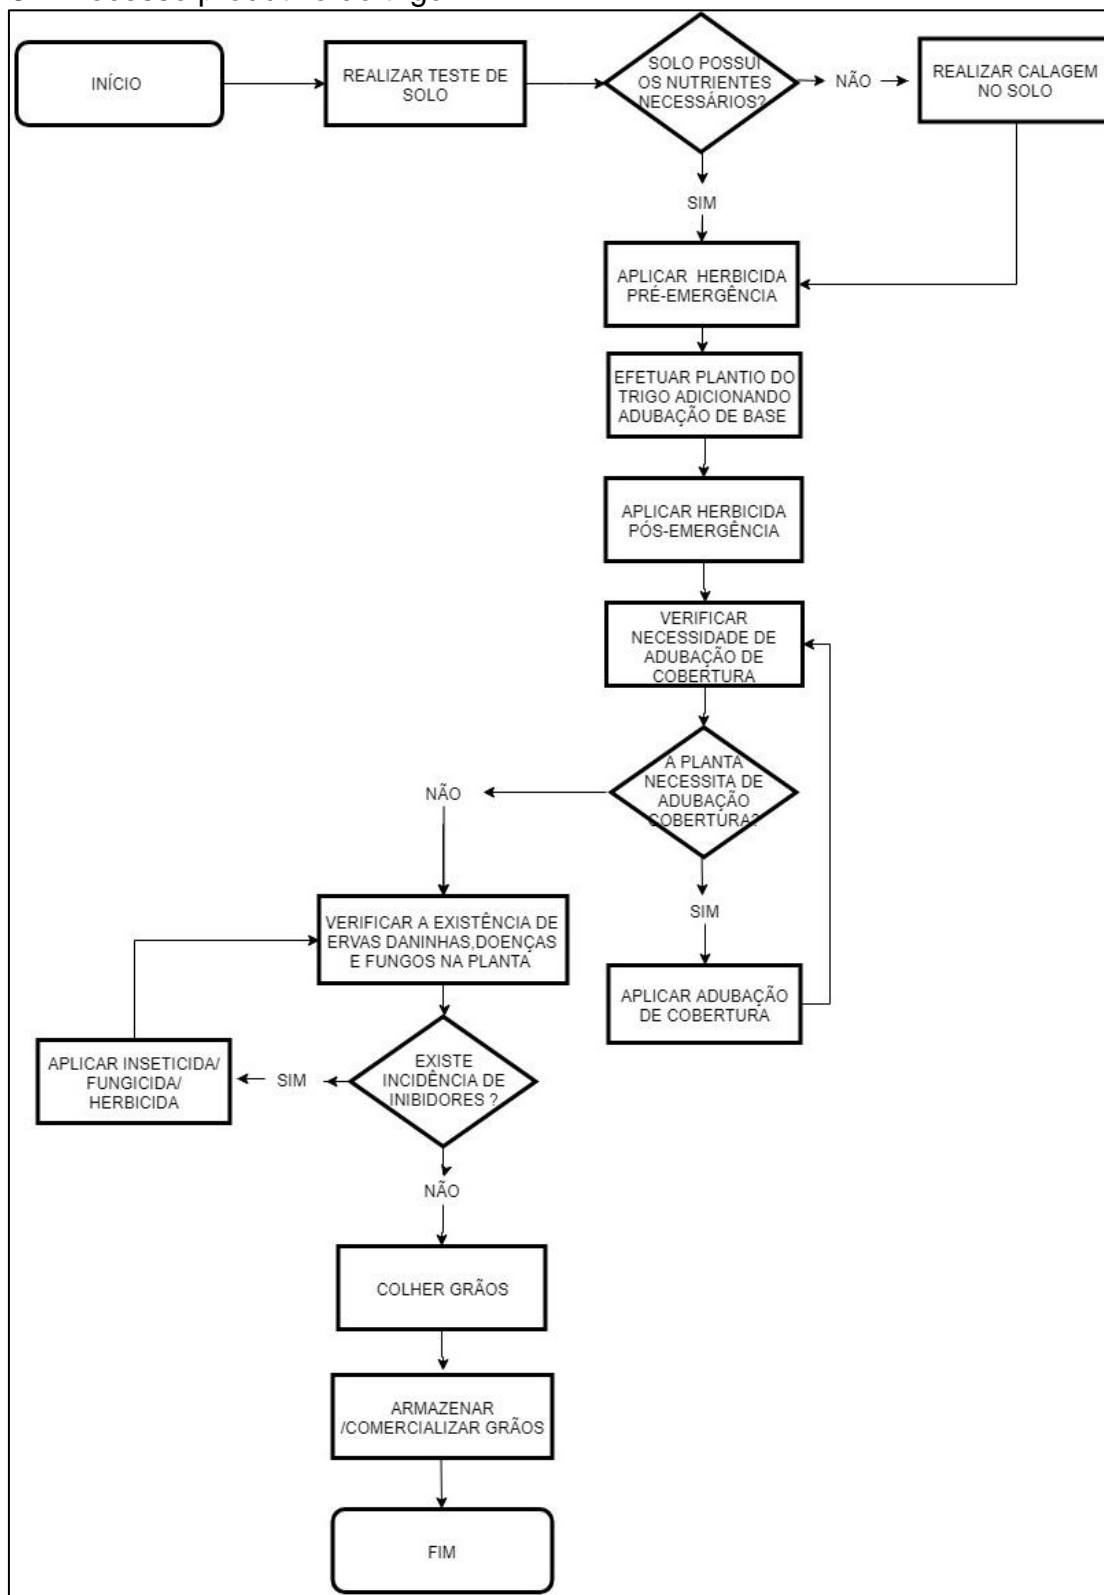 INÍCIO
REALIZAR TESTE DE
SOLO
SOLO POSSUI
OS NUTRIENTES
NECESSÁRIOS?
NÃO
REALIZAR CALAGEM
NO SOLO
SIM
APLICAR HERBICIDA
PRÉ-EMERGÊNCIA
EFETUAR PLANTIO DO
TRIGO ADICIONANDO
ADUBAÇÃO DE BASE
APLICAR HERBICIDA
PÓS-EMERGÊNCIA
VERIFICAR
NECESSIDADE DE
ADUBAÇÃO DE
COBERTURA
A PLANTA
NECESSITA DE
ADUBAÇÃO
COBERTURA?
NÃO
SIM
APLICAR ADUBAÇÃO
DE COBERTURA
VERIFICAR A EXISTÊNCIA DE
ERVAS DANINHAS,DOENÇAS
E FUNGOS NA PLANTA
EXISTE
INCIDÊNCIA DE
INIBIDORES ?
SIM
APLICAR INSETICIDA/
FUNGICIDA/
HERBICIDA
NÃO
COLHER GRÃOS
ARMAZENAR
/COMERCIALIZAR GRÃOS
FIM